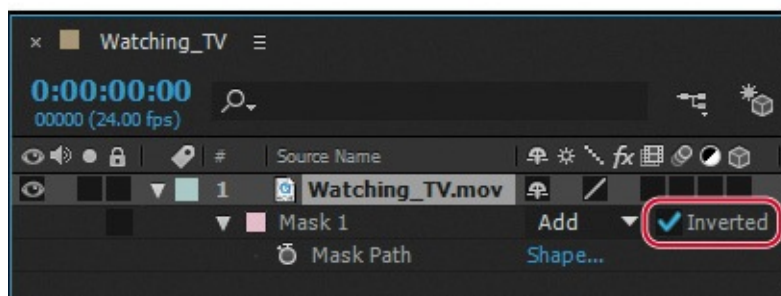 × Watching_TV
0:00:00:00
00000 (24.00 fps)
# Source Name fx
1 Watching_TV.mov
Mask 1 Add Inverted
Mask Path Shape...